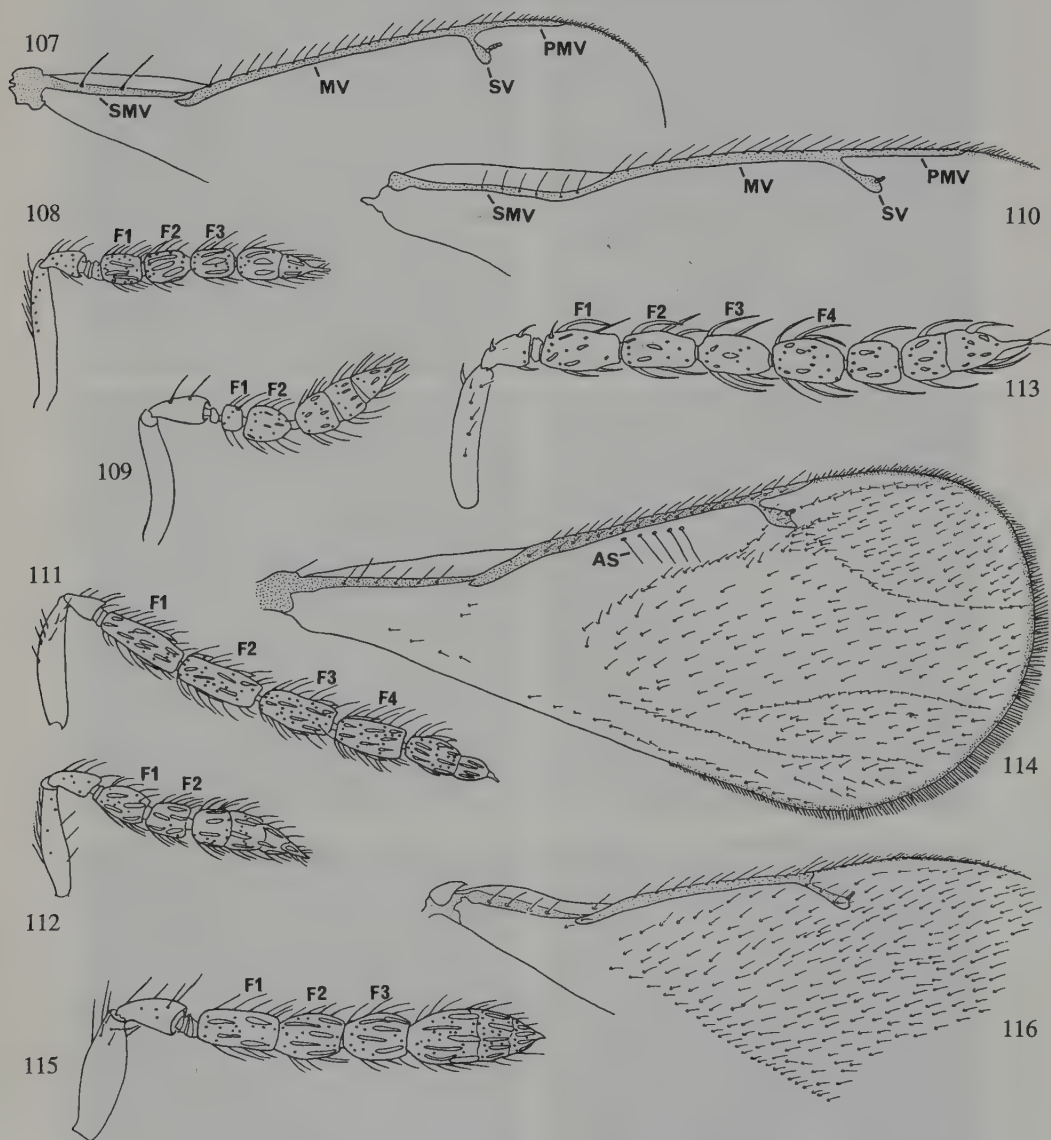 107
SMV
MV
SV
PMV
110
SMV
MV
SV
PMV
108
F1 F2 F3
109
F1 F2
113
F1 F2 F3 F4
111
F1
F2
F3
F4
114
AS
112
F1 F2
115
F1 F2 F3
116